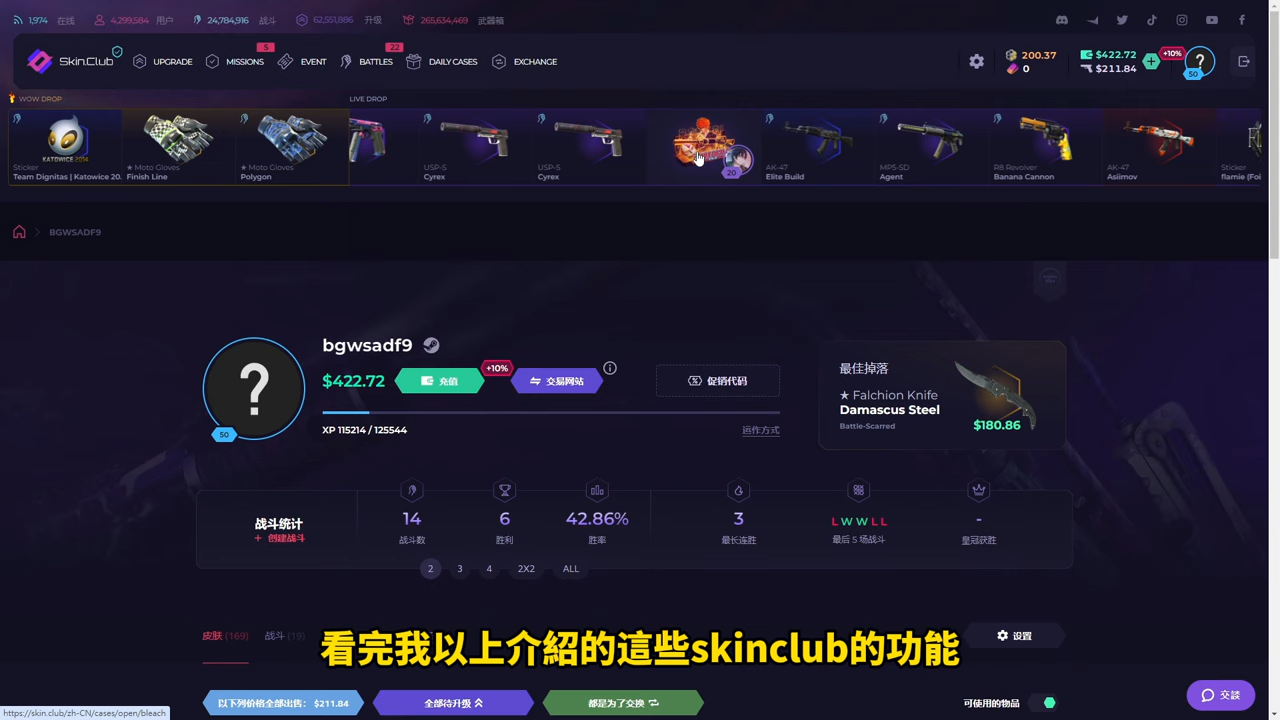 1,974 在线 4,299,584 用户 24,784,916 战斗 62,551,886 升级 265,634,469 武器箱
Skin.Club UPGRADE 5 MISSIONS EVENT 22 BATTLES DAILY CASES EXCHANGE
200.37 $422.72 +10%
0 $211.84 50
WOW DROP LIVE DROP
KATOWICE 2014
20
Sticker ★ Moto Gloves ★ Moto Gloves USP-S USP-S AK-47 MP5-SD R8 Revolver AK-47 Sticker
Team Dignitas | Katowice 20. Finish Line Polygon Cyrex Cyrex Elite Build Agent Banana Cannon Asiimov flamie (Foi
BGWSADF9
bgwsadf9
$422.72 充值 +10% 交易网站 促销代码
XP 115214 / 125544 运作方式
50
最佳掉落
★ Falchion Knife
Damascus Steel
Battle-Scarred $180.86
战斗统计
+ 创建战斗
14 6 42.86% 3 L W W L L -
战斗数 胜利 胜率 最长连胜 最后 5 场战斗 皇冠获胜
2 3 4 2X2 ALL
皮肤 (169) 战斗 (19) 设置
看完我以上介紹的這些skinclub的功能
以下列价格全部出售： $211.84 全部待升级 都是为了交换 可使用的物品
交談
https://skin.club/zh-CN/cases/open/bleach